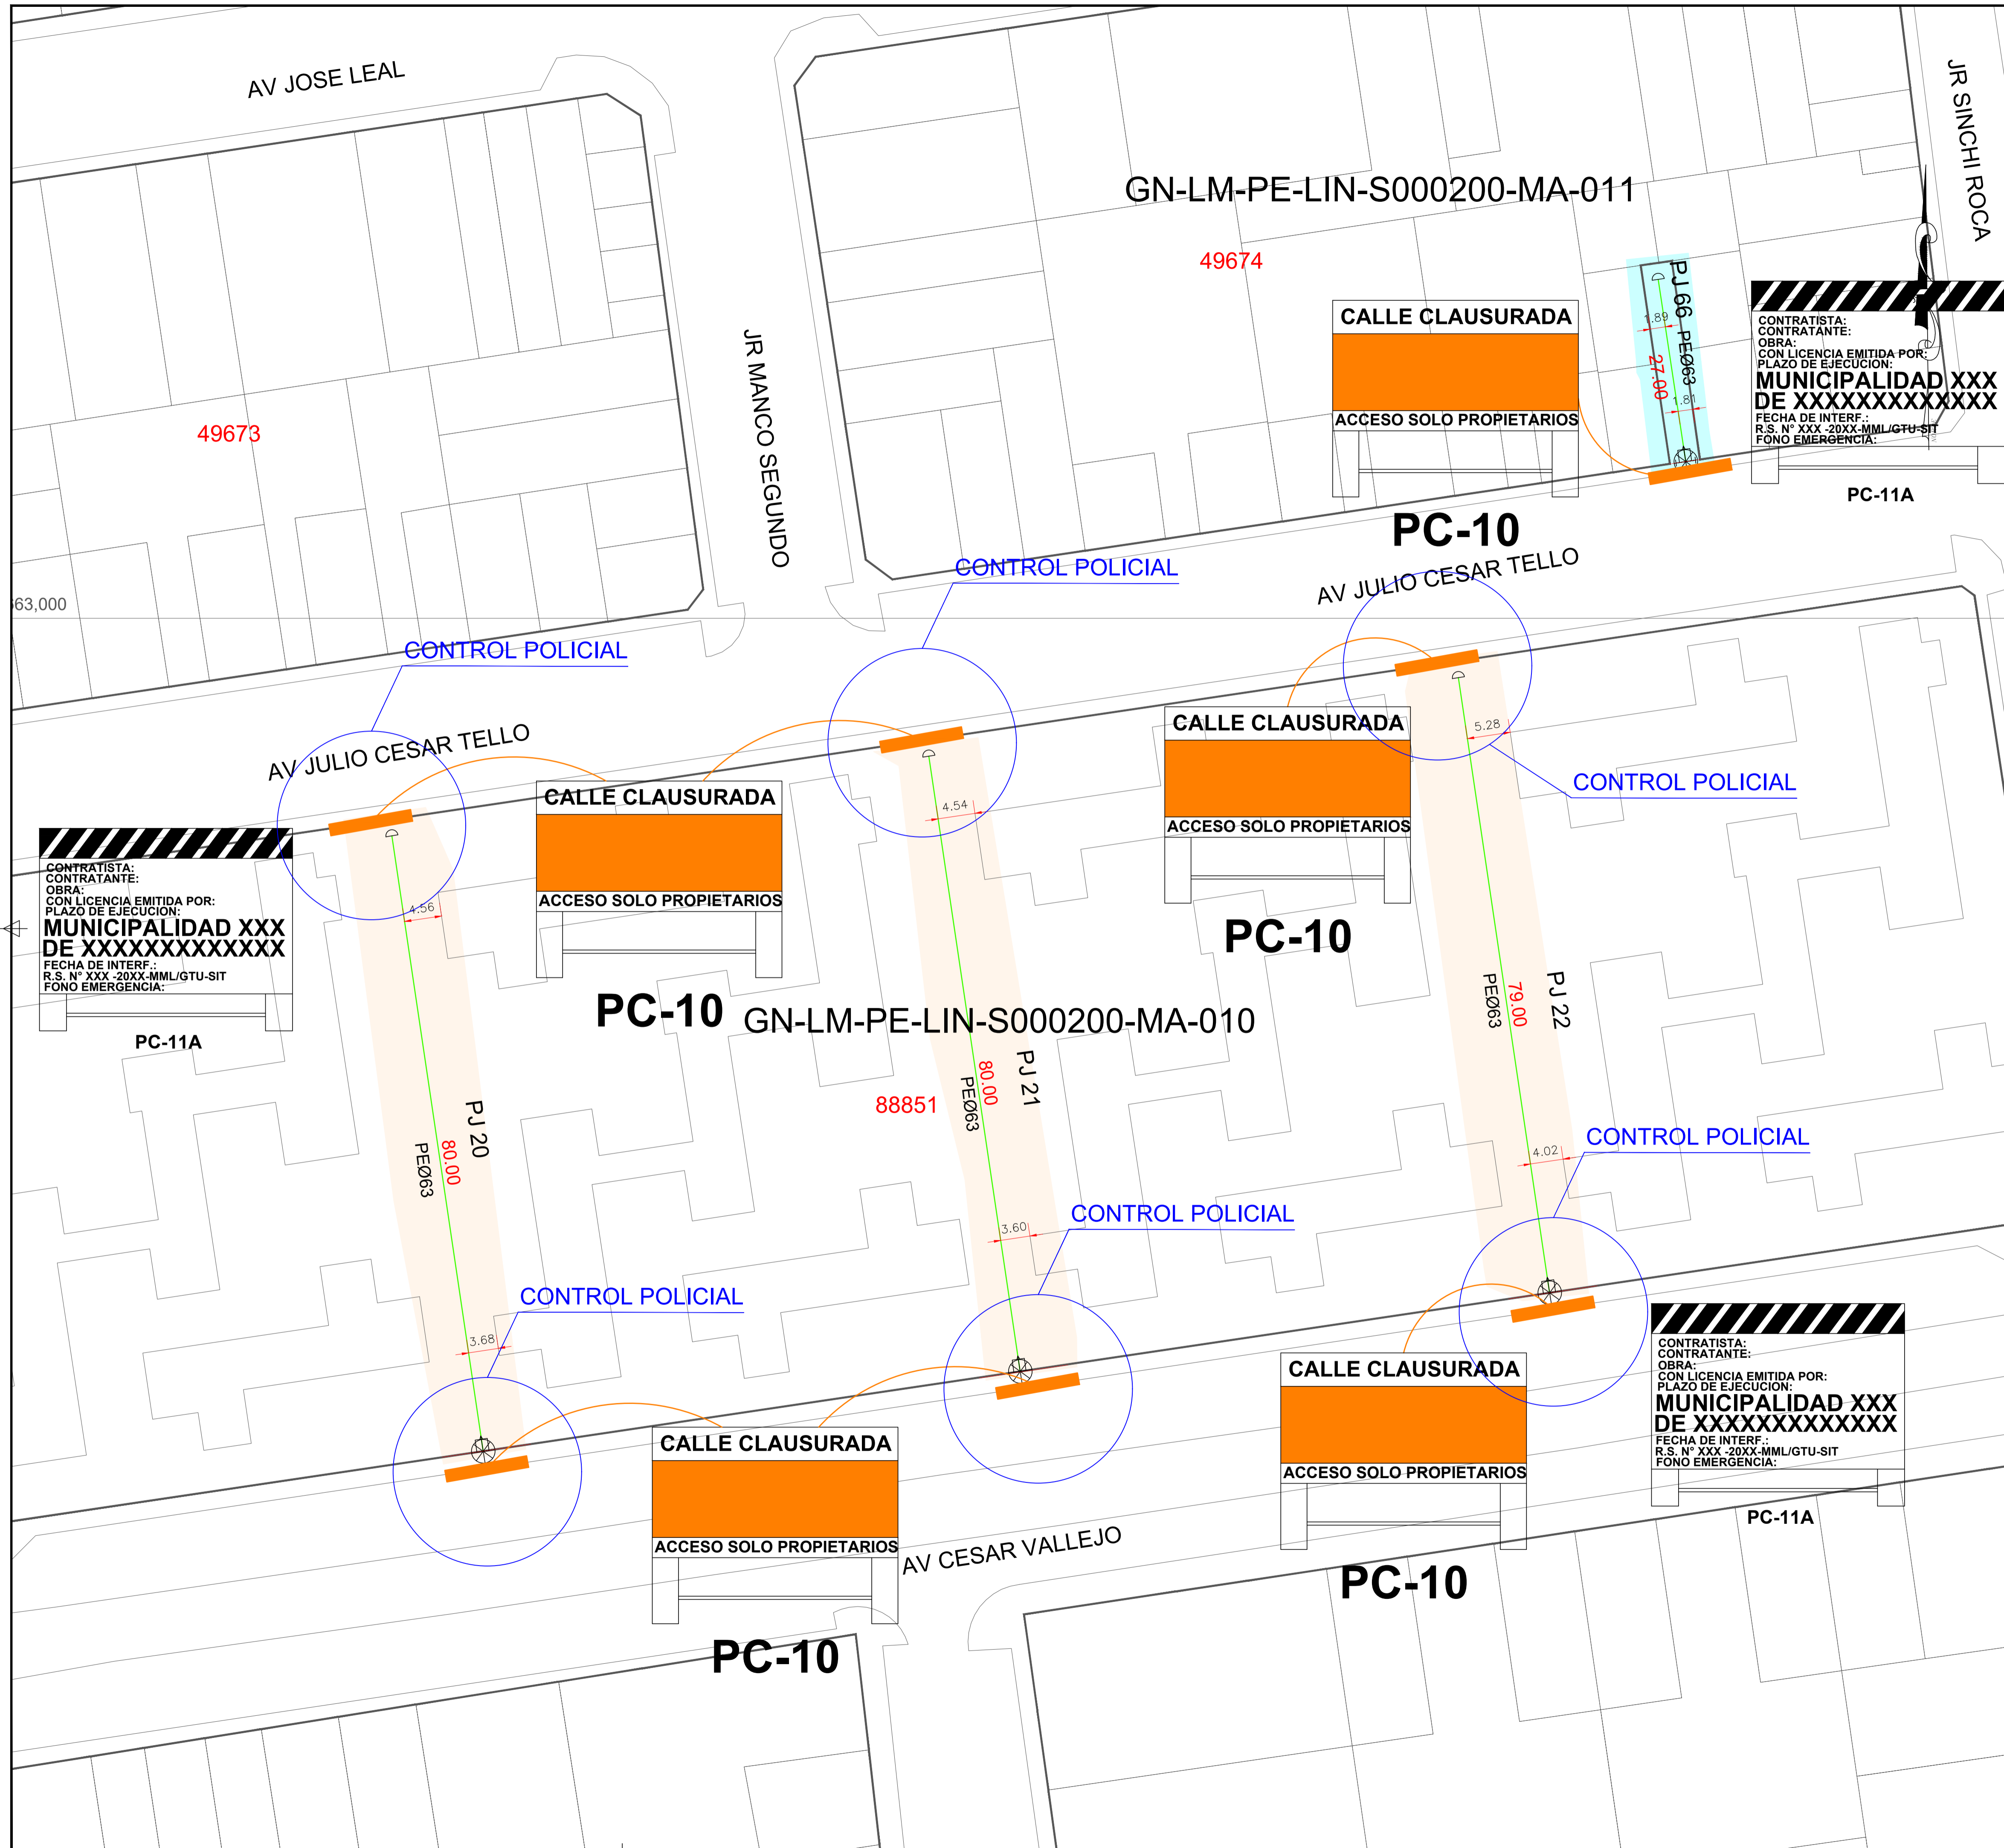 AV JOSE LEAL
JR SINCHI ROCA
GN-LM-PE-LIN-S000200-MA-011
49674
PJ 66
1.89
PEØ63
27.00
1.81
CALLE CLAUSURADA
ACCESO SOLO PROPIETARIOS
PC-10
CONTRATISTA:
CONTRATANTE:
OBRA:
CON LICENCIA EMITIDA POR:
PLAZO DE EJECUCION:
MUNICIPALIDAD XXX
DE XXXXXXXXXXXXX
FECHA DE INTERF.:
R.S. N° XXX -20XX-MML/GTU-SIT
FONO EMERGENCIA:
PC-11A
JR MANCO SEGUNDO
49673
CONTROL POLICIAL
AV JULIO CESAR TELLO
63,000
CONTROL POLICIAL
AV JULIO CESAR TELLO
CALLE CLAUSURADA
ACCESO SOLO PROPIETARIOS
PC-10
CALLE CLAUSURADA
ACCESO SOLO PROPIETARIOS
PC-10
5.28
CONTROL POLICIAL
4.54
4.56
CONTRATISTA:
CONTRATANTE:
OBRA:
CON LICENCIA EMITIDA POR:
PLAZO DE EJECUCION:
MUNICIPALIDAD XXX
DE XXXXXXXXXXXXX
FECHA DE INTERF.:
R.S. N° XXX -20XX-MML/GTU-SIT
FONO EMERGENCIA:
PC-11A
GN-LM-PE-LIN-S000200-MA-010
88851
PJ 20
80.00
PEØ63
PJ 21
80.00
PEØ63
PJ 22
79.00
PEØ63
4.02
CONTROL POLICIAL
3.60
CONTROL POLICIAL
3.68
CONTROL POLICIAL
CALLE CLAUSURADA
ACCESO SOLO PROPIETARIOS
PC-10
CALLE CLAUSURADA
ACCESO SOLO PROPIETARIOS
PC-10
CONTRATISTA:
CONTRATANTE:
OBRA:
CON LICENCIA EMITIDA POR:
PLAZO DE EJECUCION:
MUNICIPALIDAD XXX
DE XXXXXXXXXXXXX
FECHA DE INTERF.:
R.S. N° XXX -20XX-MML/GTU-SIT
FONO EMERGENCIA:
PC-11A
AV CESAR VALLEJO